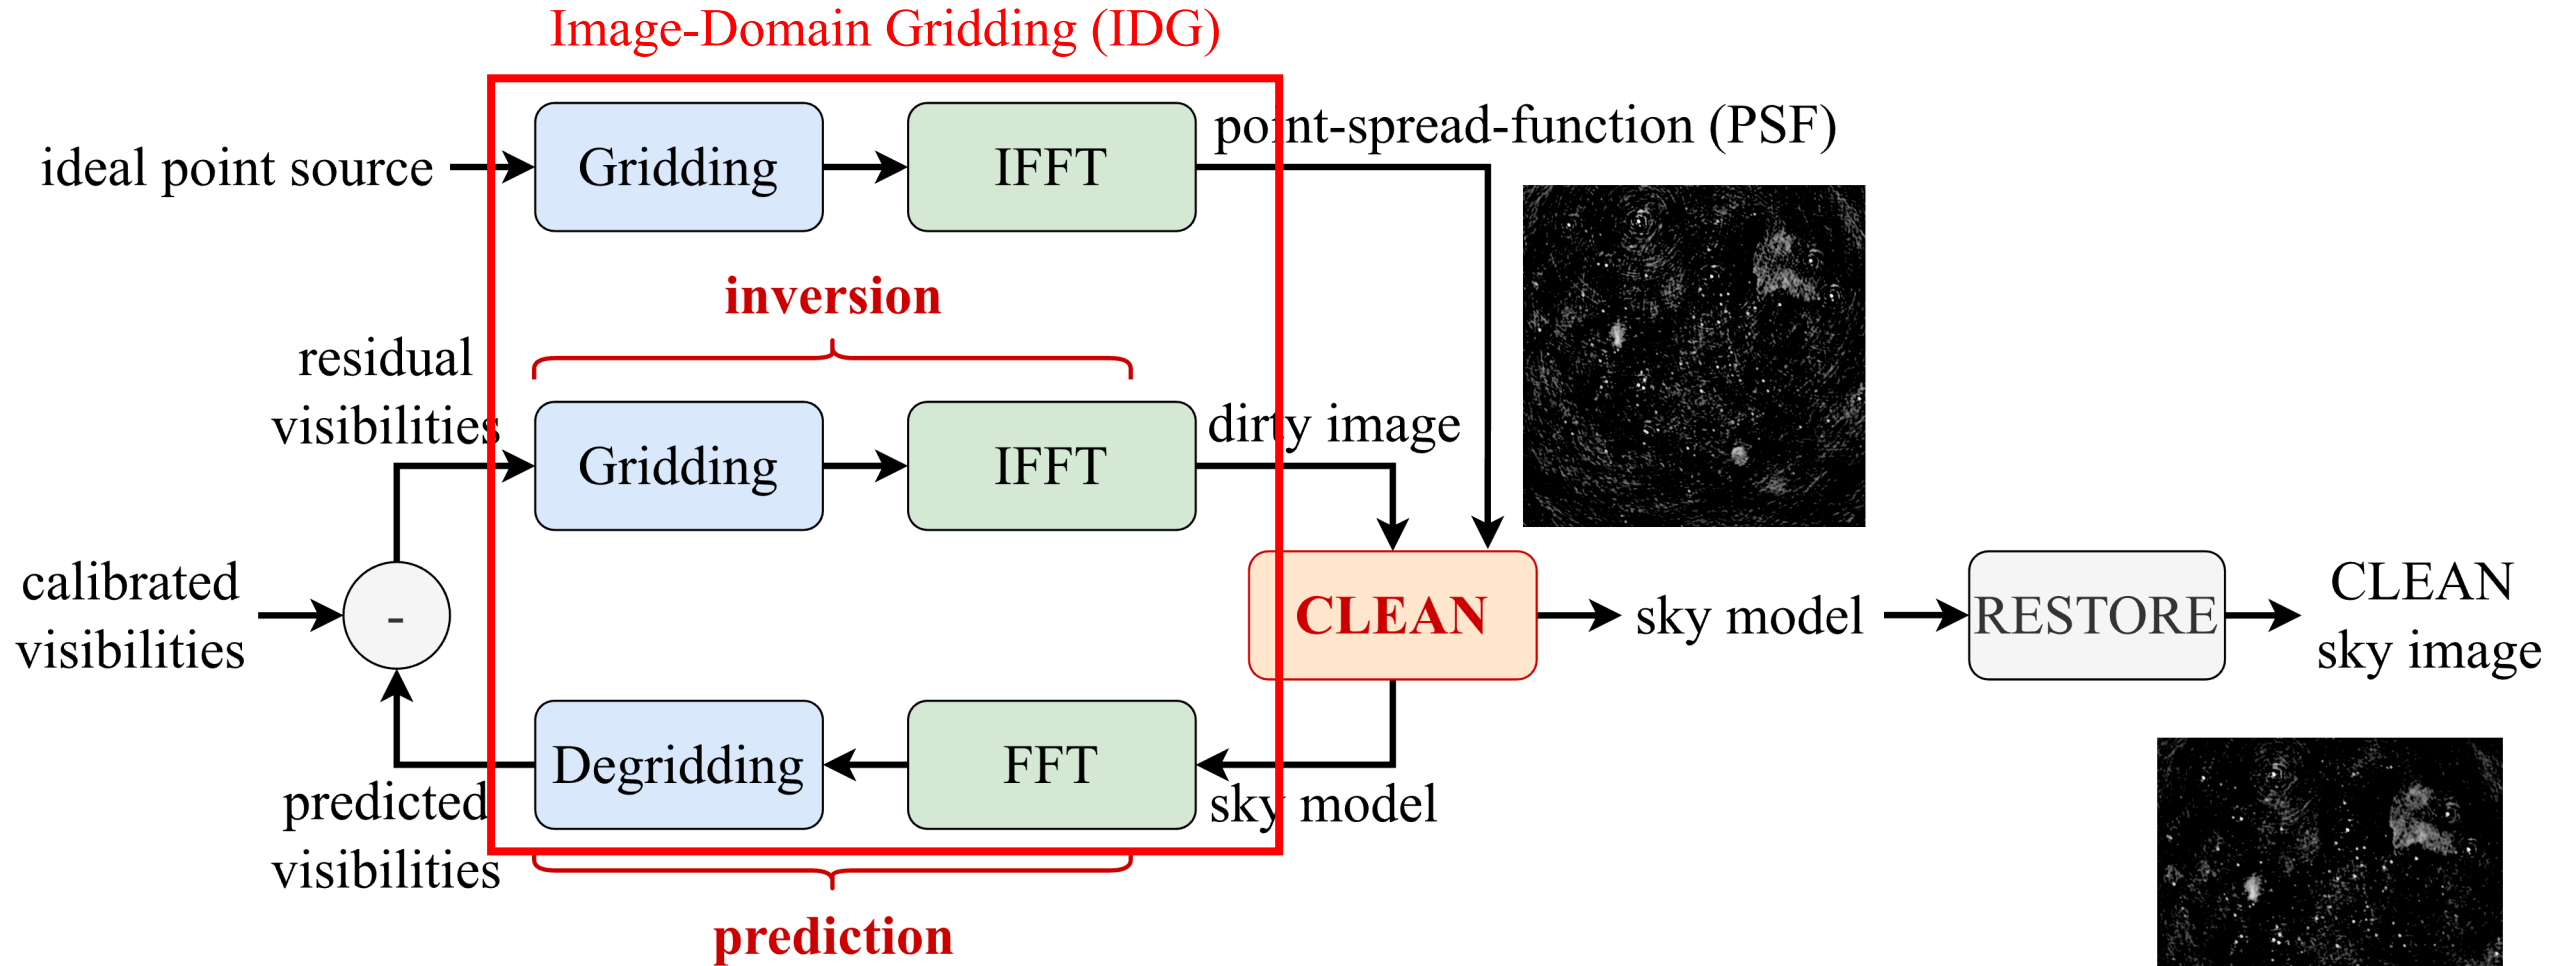 Image-Domain Gridding (IDG)
ideal point source
Gridding
IFFT
point-spread-function (PSF)
inversion
residual
visibilities
Gridding
IFFT
dirty image
calibrated
visibilities
-
CLEAN
sky model
RESTORE
CLEAN
sky image
predicted
visibilities
Degridding
FFT
sky model
prediction